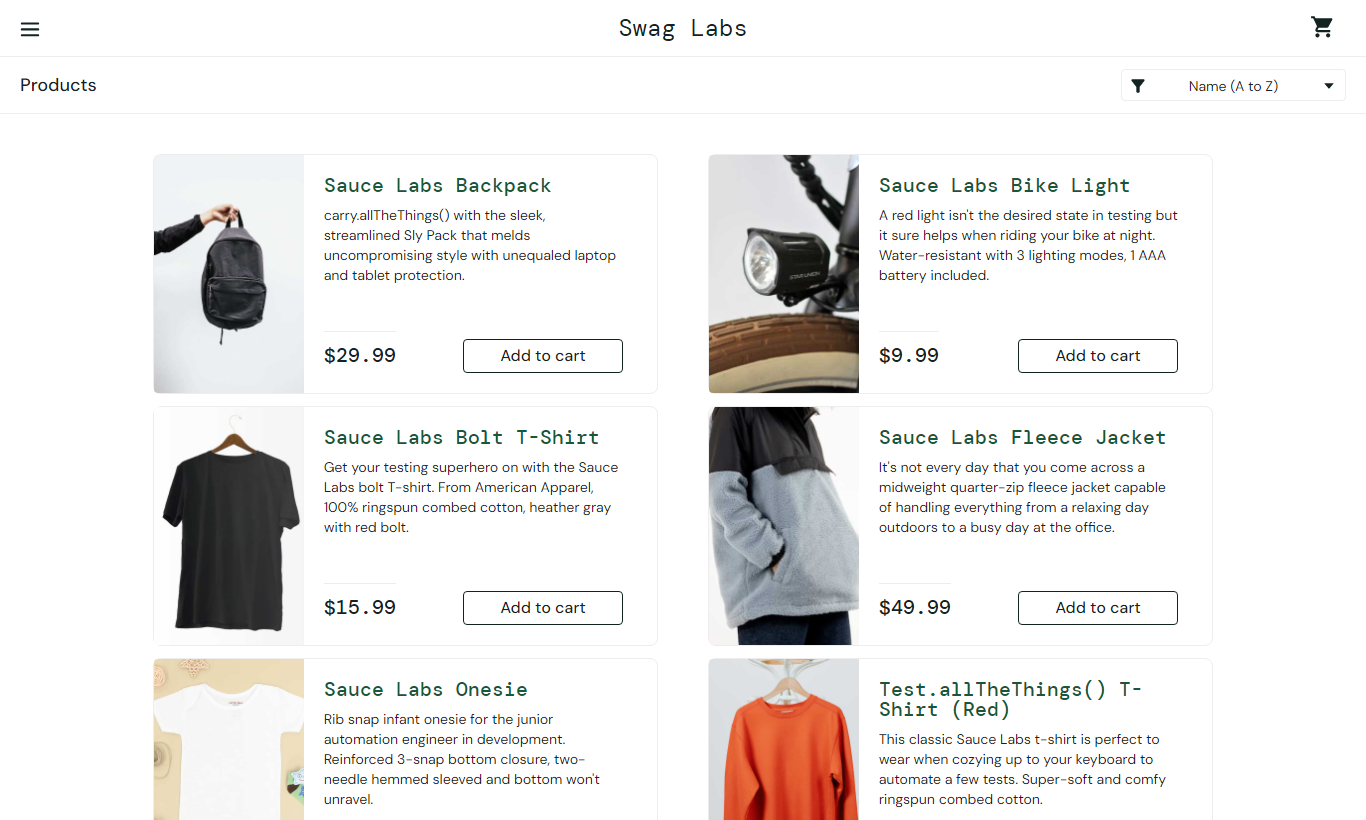 Swag Labs
Products
Name (A to Z)
Sauce Labs Backpack
carry.allTheThings() with the sleek,
streamlined Sly Pack that melds
uncompromising style with unequaled laptop
and tablet protection.
$29.99
Add to cart
Sauce Labs Bike Light
A red light isn't the desired state in testing but
it sure helps when riding your bike at night.
Water-resistant with 3 lighting modes, 1 AAA
battery included.
$9.99
Add to cart
Sauce Labs Bolt T-Shirt
Get your testing superhero on with the Sauce
Labs bolt T-shirt. From American Apparel,
100% ringspun combed cotton, heather gray
with red bolt.
$15.99
Add to cart
Sauce Labs Fleece Jacket
It's not every day that you come across a
midweight quarter-zip fleece jacket capable
of handling everything from a relaxing day
outdoors to a busy day at the office.
$49.99
Add to cart
Sauce Labs Onesie
Rib snap infant onesie for the junior
automation engineer in development.
Reinforced 3-snap bottom closure, two-
needle hemmed sleeved and bottom won't
unravel.
Test.allTheThings() T-
Shirt (Red)
This classic Sauce Labs t-shirt is perfect to
wear when cozying up to your keyboard to
automate a few tests. Super-soft and comfy
ringspun combed cotton.